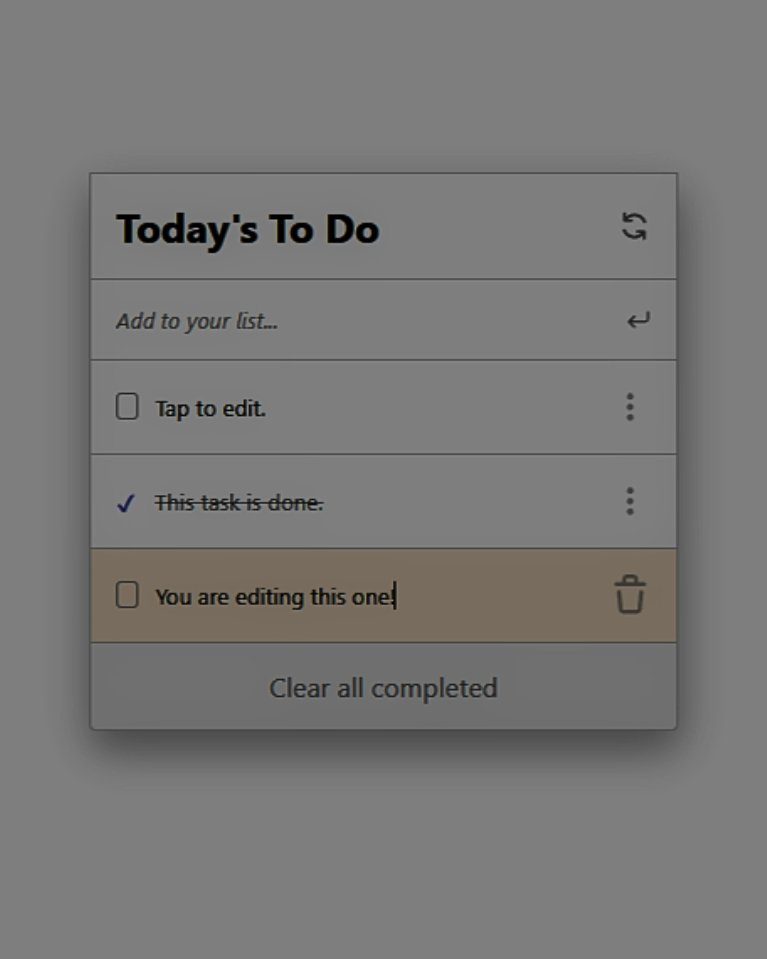 Today's To Do
Add to your list...
Tap to edit.
This task is done.
You are editing this one!
Clear all completed